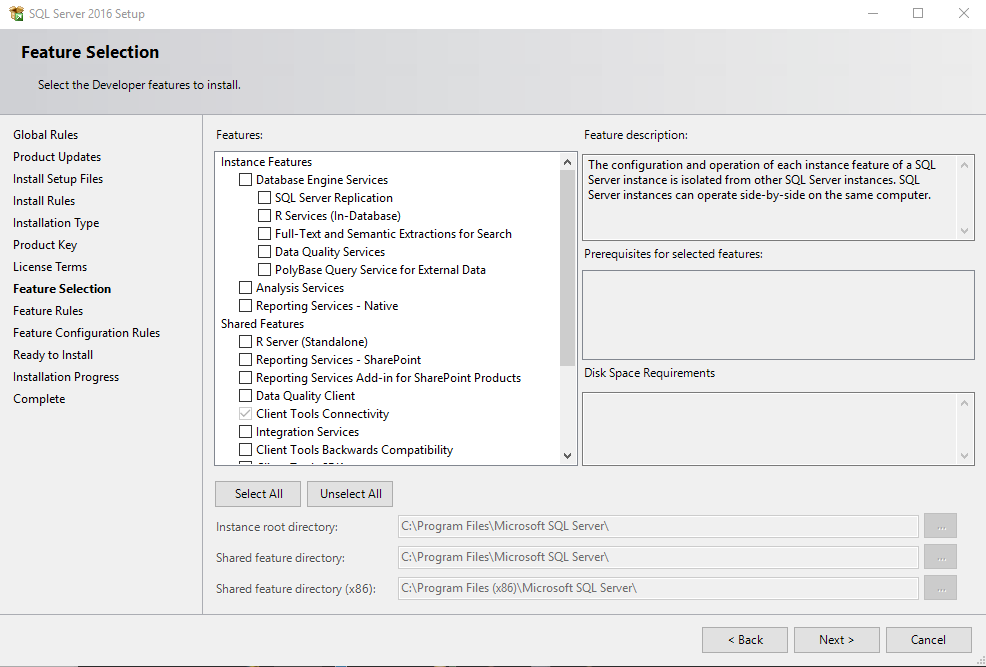 SQL Server 2016 Setup
Feature Selection
Select the Developer features to install.
Global Rules
Product Updates
Install Setup Files
Install Rules
Installation Type
Product Key
License Terms
Feature Selection
Feature Rules
Feature Configuration Rules
Ready to Install
Installation Progress
Complete
Features:
Instance Features
Database Engine Services
SQL Server Replication
R Services (In-Database)
Full-Text and Semantic Extractions for Search
Data Quality Services
PolyBase Query Service for External Data
Analysis Services
Reporting Services - Native
Shared Features
R Server (Standalone)
Reporting Services - SharePoint
Reporting Services Add-in for SharePoint Products
Data Quality Client
Client Tools Connectivity
Integration Services
Client Tools Backwards Compatibility
Feature description:
The configuration and operation of each instance feature of a SQL
Server instance is isolated from other SQL Server instances. SQL
Server instances can operate side-by-side on the same computer.
Prerequisites for selected features:
Disk Space Requirements
Select All
Unselect All
Instance root directory:
C:\Program Files\Microsoft SQL Server\
...
Shared feature directory:
C:\Program Files\Microsoft SQL Server\
...
Shared feature directory (x86):
C:\Program Files (x86)\Microsoft SQL Server\
...
< Back
Next >
Cancel